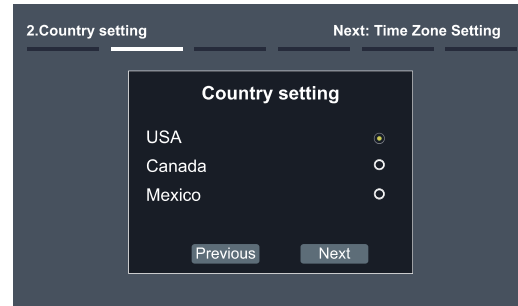 2.Country setting
Next: Time Zone Setting
Country setting
USA
Canada
Mexico
Previous
Next